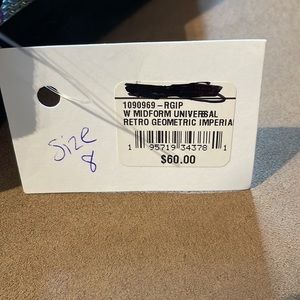 Size
8
1090969-RGIP
W MIDFORM UNIVERSAL
RETRO GEOMETRIC IMPERIA
1 95719 34378 1
$60.00